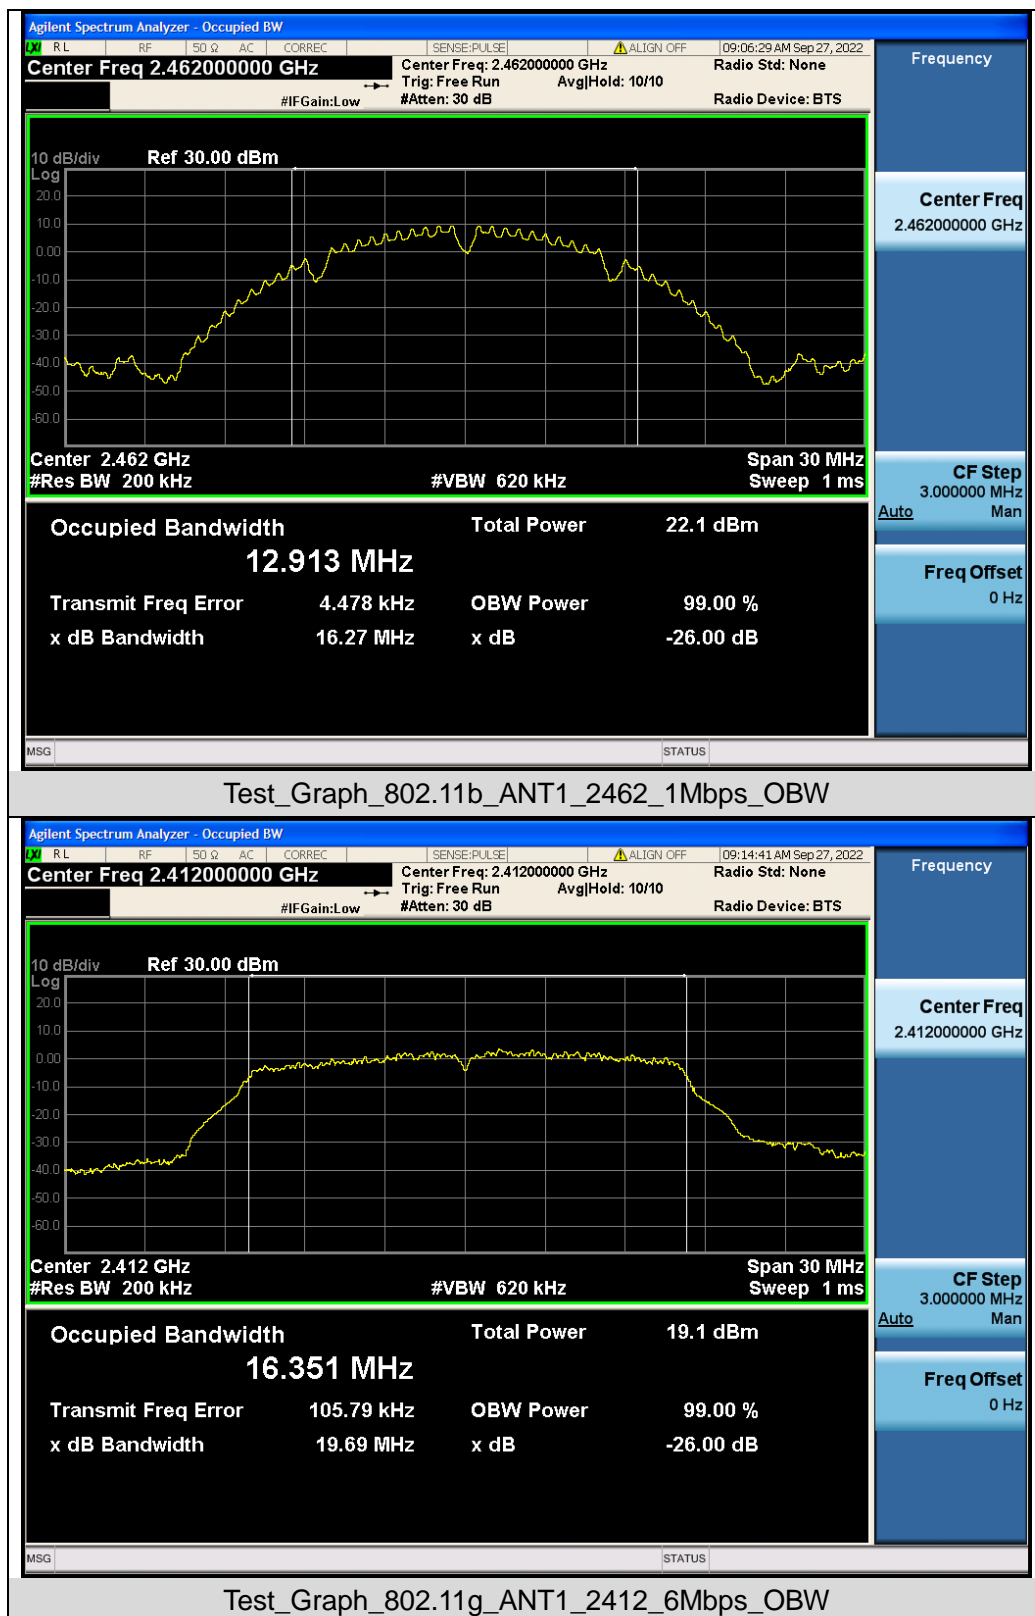 Agilent Spectrum Analyzer - Occupied BW
LXI RL RF 50 Ω AC CORREC SENSE:PULSE ALIGN OFF 09:06:29 AM Sep 27, 2022
Center Freq 2.462000000 GHz
Center Freq: 2.462000000 GHz
Radio Std: None
Trig: Free Run Avg|Hold: 10/10
#IFGain:Low #Atten: 30 dB Radio Device: BTS
Frequency
10 dB/div Ref 30.00 dBm
Log
20.0
10.0
0.00
-10.0
-20.0
-30.0
-40.0
-50.0
-60.0
Center 2.462 GHz Span 30 MHz
#Res BW 200 kHz #VBW 620 kHz Sweep 1 ms
Center Freq
2.462000000 GHz
CF Step
3.000000 MHz
Auto Man
Freq Offset
0 Hz
Occupied Bandwidth Total Power 22.1 dBm
12.913 MHz
Transmit Freq Error 4.478 kHz OBW Power 99.00 %
x dB Bandwidth 16.27 MHz x dB -26.00 dB
MSG STATUS
Test_Graph_802.11b_ANT1_2462_1Mbps_OBW
Agilent Spectrum Analyzer - Occupied BW
LXI RL RF 50 Ω AC CORREC SENSE:PULSE ALIGN OFF 09:14:41 AM Sep 27, 2022
Center Freq 2.412000000 GHz
Center Freq: 2.412000000 GHz
Radio Std: None
Trig: Free Run Avg|Hold: 10/10
#IFGain:Low #Atten: 30 dB Radio Device: BTS
Frequency
10 dB/div Ref 30.00 dBm
Log
20.0
10.0
0.00
-10.0
-20.0
-30.0
-40.0
-50.0
-60.0
Center 2.412 GHz Span 30 MHz
#Res BW 200 kHz #VBW 620 kHz Sweep 1 ms
Center Freq
2.412000000 GHz
CF Step
3.000000 MHz
Auto Man
Freq Offset
0 Hz
Occupied Bandwidth Total Power 19.1 dBm
16.351 MHz
Transmit Freq Error 105.79 kHz OBW Power 99.00 %
x dB Bandwidth 19.69 MHz x dB -26.00 dB
MSG STATUS
Test_Graph_802.11g_ANT1_2412_6Mbps_OBW